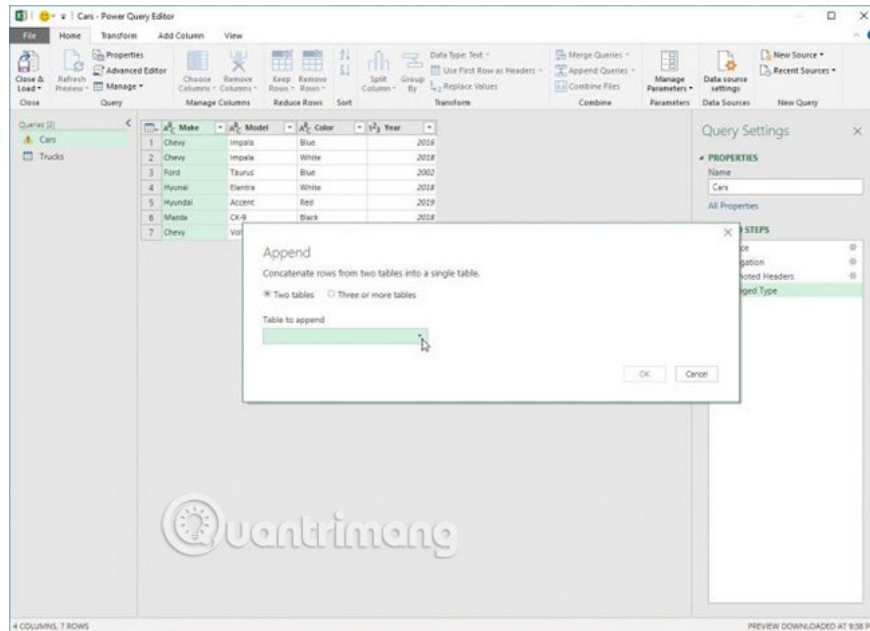 Cars - Power Query Editor
File Home Transform Add Column View
Close & Load
Refresh Preview
Properties
Advanced Editor
Manage
Choose Columns
Remove Columns
Keep Rows
Remove Rows
Split Column
Group By
Data Type: Text
Use First Row as Headers
Replace Values
Merge Queries
Append Queries
Combine Files
Manage Parameters
Data source settings
New Source
Recent Sources
Close Query Manage Columns Reduce Rows Sort Transform Combine Parameters Data Sources New Query
Queries [2]
Cars
Trucks
Make Model Color Year
1 Chevy Impala Blue 2016
2 Chevy Impala White 2018
3 Ford Taurus Blue 2002
4 Hyunai Elantra White 2018
5 Hyundai Accent Red 2019
6 Mazda CX-9 Black 2018
7 Chevy
Append
Concatenate rows from two tables into a single table.
Two tables Three or more tables
Table to append
OK Cancel
Query Settings
PROPERTIES
Name
Cars
All Properties
STEPS
Quantrimang
4 COLUMNS, 7 ROWS
PREVIEW DOWNLOADED AT 9:58 P